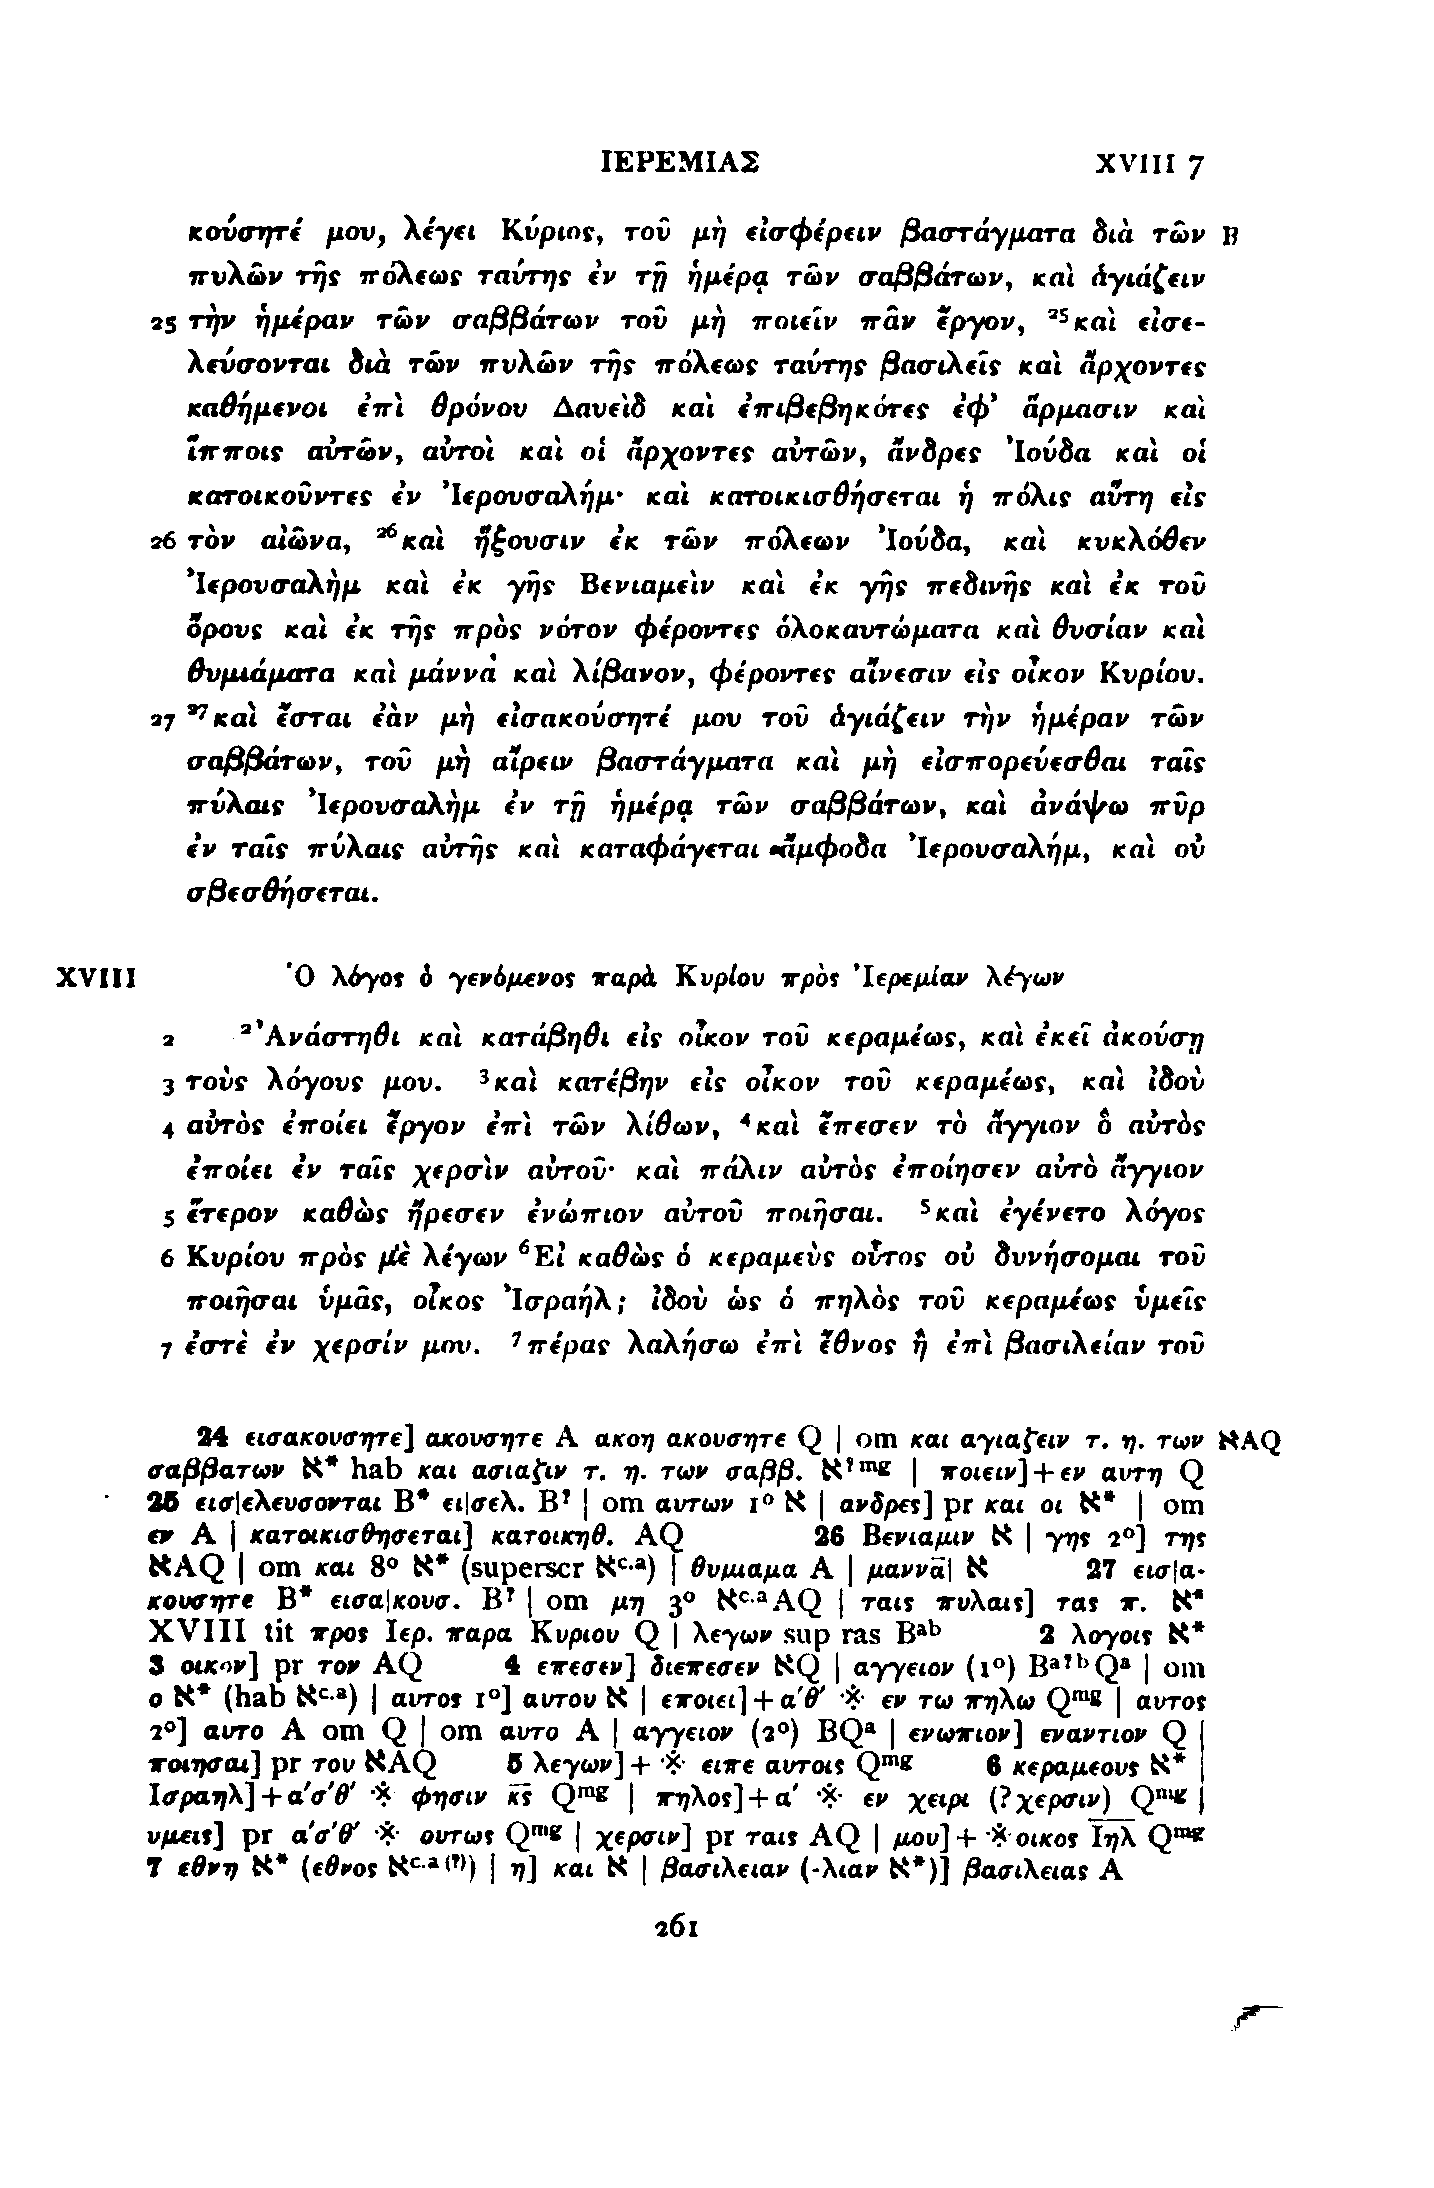 ΙΕΡΕΜΙΑΣ XVIII 7
κούσητέ μου, λέγει Κύριος, τοῦ μὴ εἰσφέρειν βαστάγματα διὰ τῶν B
πυλῶν τῆς πόλεως ταύτης ἐν τῇ ἡμέρᾳ τῶν σαββάτων, καὶ ἁγιάζειν
25 τὴν ἡμέραν τῶν σαββάτων τοῦ μὴ ποιεῖν πᾶν ἔργον, ²⁵καὶ εἰσε-
λεύσονται διὰ τῶν πυλῶν τῆς πόλεως ταύτης βασιλεῖς καὶ ἄρχοντες
καθήμενοι ἐπὶ θρόνου Δαυεὶδ καὶ ἐπιβεβηκότες ἐφ’ ἅρμασιν καὶ
ἵπποις αὐτῶν, αὐτοὶ καὶ οἱ ἄρχοντες αὐτῶν, ἄνδρες Ἰούδα καὶ οἱ
κατοικοῦντες ἐν Ἰερουσαλήμ· καὶ κατοικισθήσεται ἡ πόλις αὕτη εἰς
26 τὸν αἰῶνα, ²⁶καὶ ἥξουσιν ἐκ τῶν πόλεων Ἰούδα, καὶ κυκλόθεν
Ἰερουσαλὴμ καὶ ἐκ γῆς Βενιαμεὶν καὶ ἐκ γῆς πεδινῆς καὶ ἐκ τοῦ
ὄρους καὶ ἐκ τῆς πρὸς νότον φέροντες ὁλοκαυτώματα καὶ θυσίαν καὶ
θυμιάματα καὶ μάννα καὶ λίβανον, φέροντες αἴνεσιν εἰς οἶκον Κυρίου.
27 ²⁷καὶ ἔσται ἐὰν μὴ εἰσακούσητέ μου τοῦ ἁγιάζειν τὴν ἡμέραν τῶν
σαββάτων, τοῦ μὴ αἴρειν βαστάγματα καὶ μὴ εἰσπορεύεσθαι ταῖς
πύλαις Ἰερουσαλὴμ ἐν τῇ ἡμέρᾳ τῶν σαββάτων, καὶ ἀνάψω πῦρ
ἐν ταῖς πύλαις αὐτῆς καὶ καταφάγεται ἄμφοδα Ἰερουσαλήμ, καὶ οὐ
σβεσθήσεται.
XVIII Ὁ λόγος ὁ γενόμενος παρὰ Κυρίου πρὸς Ἰερεμίαν λέγων
2 ²Ἀνάστηθι καὶ κατάβηθι εἰς οἶκον τοῦ κεραμέως, καὶ ἐκεῖ ἀκούσῃ
3 τοὺς λόγους μου. ³καὶ κατέβην εἰς οἶκον τοῦ κεραμέως, καὶ ἰδοὺ
4 αὐτὸς ἐποίει ἔργον ἐπὶ τῶν λίθων, ⁴καὶ ἔπεσεν τὸ ἄγγιον ὃ αὐτὸς
ἐποίει ἐν ταῖς χερσὶν αὐτοῦ· καὶ πάλιν αὐτὸς ἐποίησεν αὐτὸ ἄγγιον
5 ἕτερον καθὼς ἤρεσεν ἐνώπιον αὐτοῦ ποιῆσαι. ⁵καὶ ἐγένετο λόγος
6 Κυρίου πρὸς μὲ λέγων ⁶Εἰ καθὼς ὁ κεραμεὺς οὗτος οὐ δυνήσομαι τοῦ
ποιῆσαι ὑμᾶς, οἶκος Ἰσραήλ; ἰδοὺ ὡς ὁ πηλὸς τοῦ κεραμέως ὑμεῖς
7 ἐστὲ ἐν χερσίν μου. ⁷πέρας λαλήσω ἐπὶ ἔθνος ἢ ἐπὶ βασιλείαν τοῦ
24 εισακουσητε] ακουσητε A ακοη ακουσητε Q | om και αγιαζειν τ. η. των אAQ
σαββατων א* hab και ασιαζιν τ. η. των σαββ. א?mg | ποιειν]+εν αυτη Q
25 εισ|ελευσονται B* ει|σελ. B? | om αυτων 1° א | ανδρες] pr και οι א* | om
εν A | κατοικισθησεται] κατοικηθ. AQ 26 Βενιαμιν א | γης 2°] της
אAQ | om και 8° א* (superscr אc.a) | θυμιαμα A | μανναˉ| א 27 εισ|α-
κουσητε B* εισα|κουσ. B? | om μη 3° אc.a AQ | ταις πυλαις] τας π. א*
XVIII tit προς Ιερ. παρα Κυριου Q | λεγων sup ras Bab 2 λογοις א*
3 οικον] pr τον AQ 4 επεσεν] διεπεσεν אQ | αγγειον (1°) Ba?b Qa | om
ο א* (hab אc.a) | αυτος 1°] αυτου א | εποιει]+α′θ′ ※ εν τω πηλω Qmg | αυτος
2°] αυτο A om Q | om αυτο A | αγγειον (2°) BQa | ενωπιον] εναντιον Q |
ποιησαι] pr του אAQ 5 λεγων]+ ※ ειπε αυτοις Qmg 6 κεραμεους א* |
Ισραηλ]+α′σ′θ′ ※ φησιν κ̅ς̅ Qmg | πηλος]+α′ ※ εν χειρι (?χερσιν) Qmg |
υμεις] pr α′σ′θ′ ※ ουτως Qmg | χερσιν] pr ταις AQ | μου]+ ※ οικος Ι̅η̅λ̅ Qmg
7 εθνη א* (εθνος אc.a(?)) | η] και א | βασιλειαν (-λιαν א*)] βασιλειας A
261